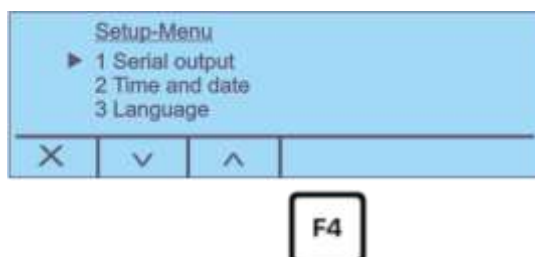 Setup-Menu
1 Serial output
2 Time and date
3 Language
F4